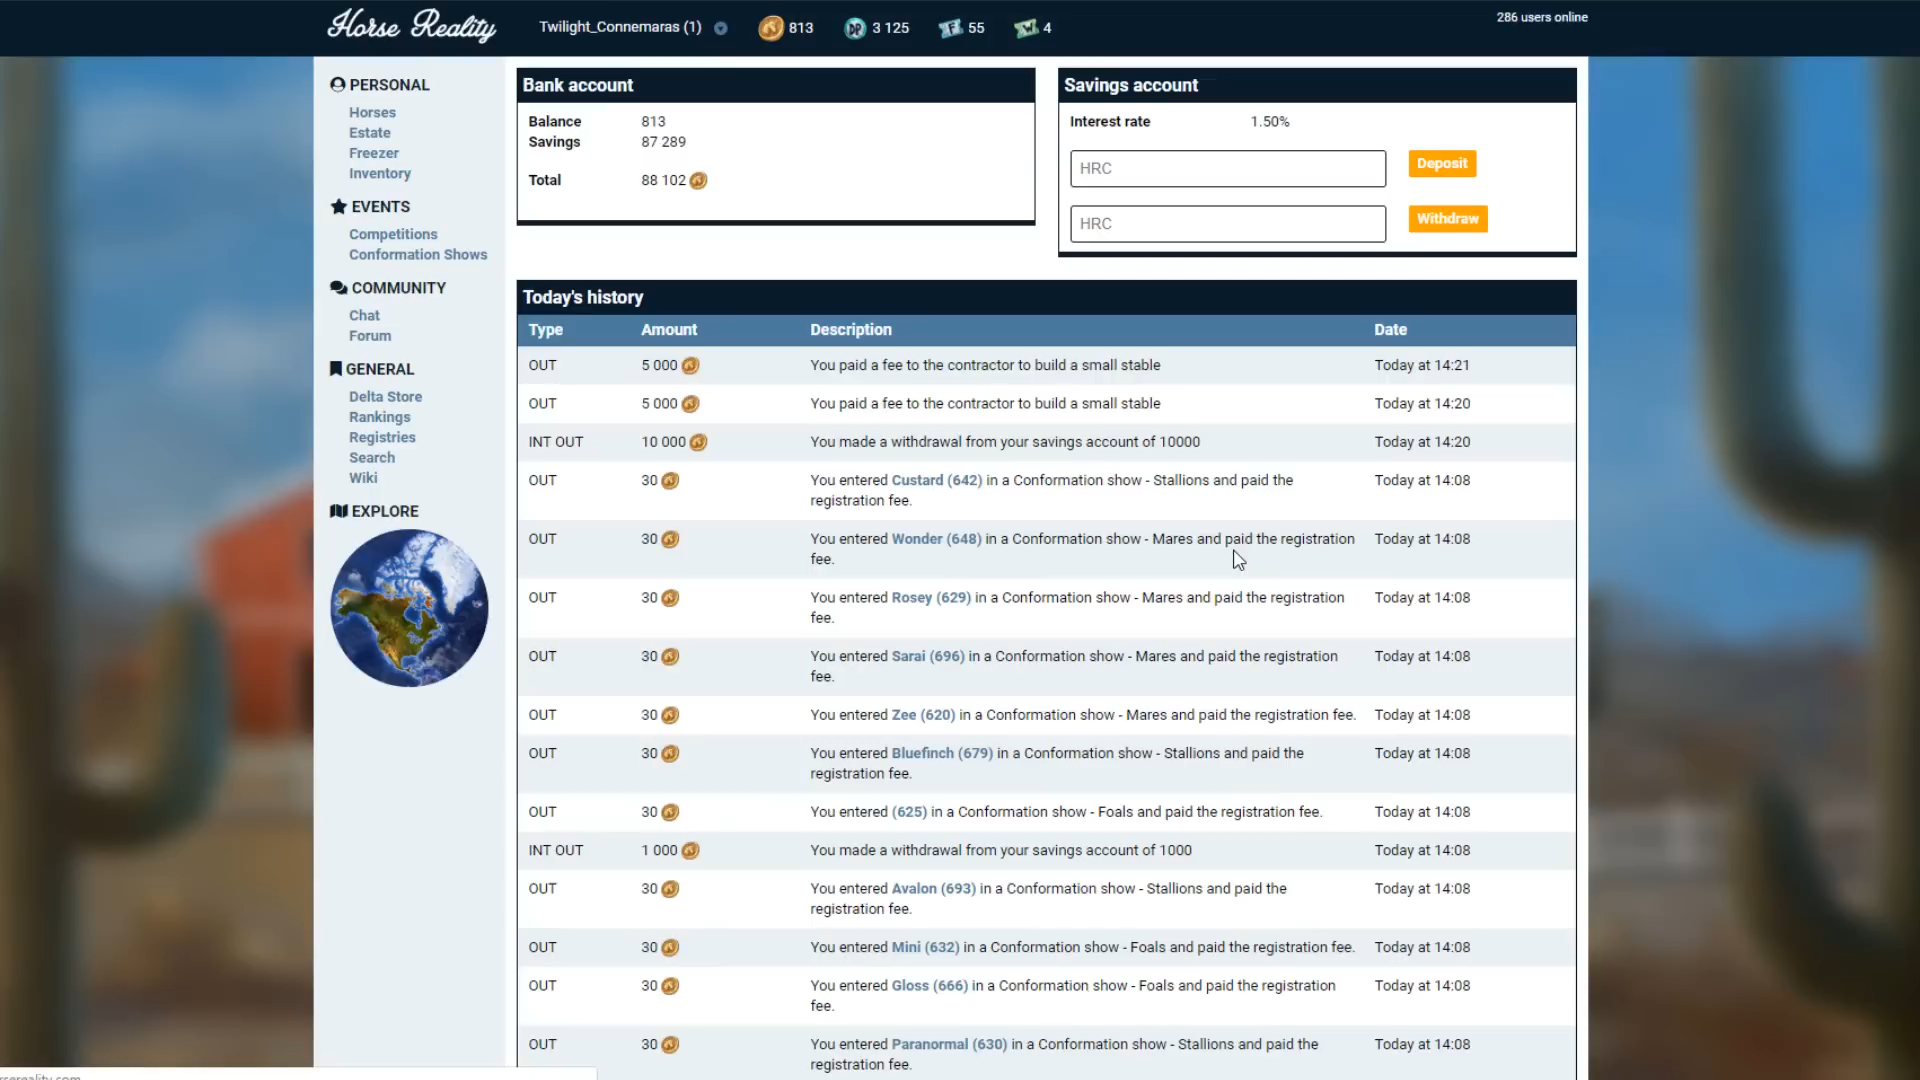 Horse Reality
Twilight_Connemaras (1)
813
DP 3 125
55
4
286 users online
PERSONAL
Horses
Estate
Freezer
Inventory
EVENTS
Competitions
Conformation Shows
COMMUNITY
Chat
Forum
GENERAL
Delta Store
Rankings
Registries
Search
Wiki
EXPLORE
Bank account
Balance 813
Savings 87 289
Total 88 102
Savings account
Interest rate 1.50%
HRC Deposit
HRC Withdraw
Today's history
Type Amount Description Date
OUT 5 000 You paid a fee to the contractor to build a small stable Today at 14:21
OUT 5 000 You paid a fee to the contractor to build a small stable Today at 14:20
INT OUT 10 000 You made a withdrawal from your savings account of 10000 Today at 14:20
OUT 30 You entered Custard (642) in a Conformation show - Stallions and paid the Today at 14:08
registration fee.
OUT 30 You entered Wonder (648) in a Conformation show - Mares and paid the registration Today at 14:08
fee.
OUT 30 You entered Rosey (629) in a Conformation show - Mares and paid the registration Today at 14:08
fee.
OUT 30 You entered Sarai (696) in a Conformation show - Mares and paid the registration Today at 14:08
fee.
OUT 30 You entered Zee (620) in a Conformation show - Mares and paid the registration fee. Today at 14:08
OUT 30 You entered Bluefinch (679) in a Conformation show - Stallions and paid the Today at 14:08
registration fee.
OUT 30 You entered (625) in a Conformation show - Foals and paid the registration fee. Today at 14:08
INT OUT 1 000 You made a withdrawal from your savings account of 1000 Today at 14:08
OUT 30 You entered Avalon (693) in a Conformation show - Stallions and paid the Today at 14:08
registration fee.
OUT 30 You entered Mini (632) in a Conformation show - Foals and paid the registration fee. Today at 14:08
OUT 30 You entered Gloss (666) in a Conformation show - Foals and paid the registration Today at 14:08
fee.
OUT 30 You entered Paranormal (630) in a Conformation show - Stallions and paid the Today at 14:08
registration fee.